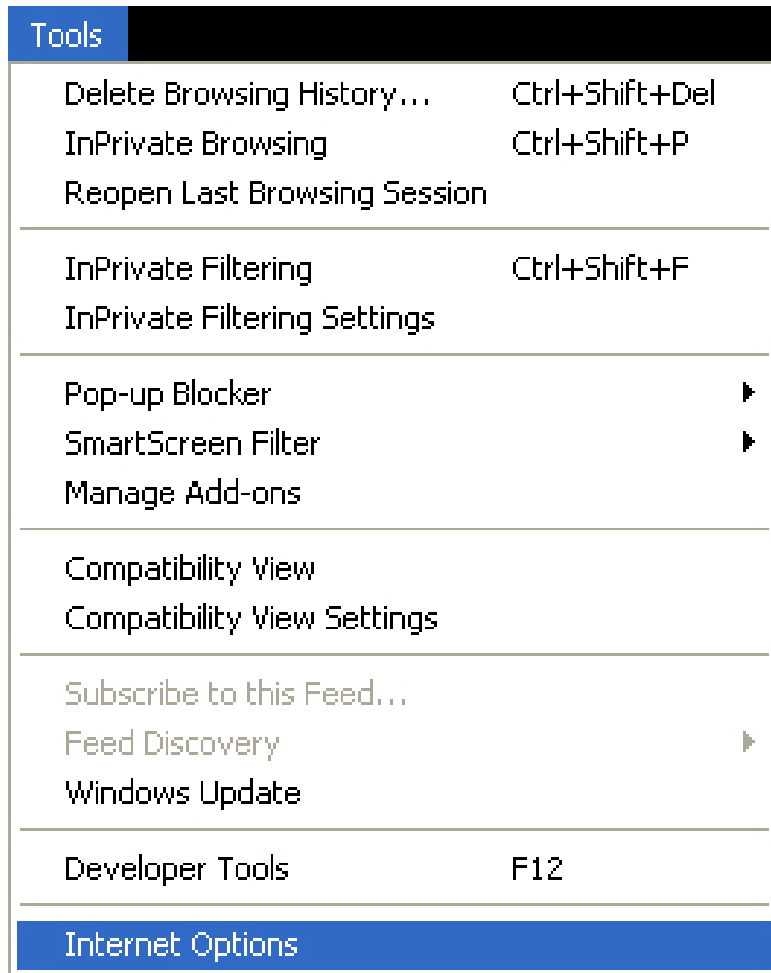 Tools
Delete Browsing History... Ctrl+Shift+Del
InPrivate Browsing Ctrl+Shift+P
Reopen Last Browsing Session
InPrivate Filtering Ctrl+Shift+F
InPrivate Filtering Settings
Pop-up Blocker
SmartScreen Filter
Manage Add-ons
Compatibility View
Compatibility View Settings
Subscribe to this Feed...
Feed Discovery
Windows Update
Developer Tools F12
Internet Options